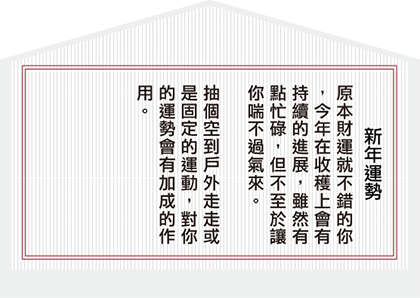 新年運勢
原本財運就不錯的你
，今年在收穫上會有
持續的進展，雖然有
點忙碌，但不至於讓
你喘不過氣來。
抽個空到戶外走走或
是固定的運動，對你
的運勢會有加成的作
用。